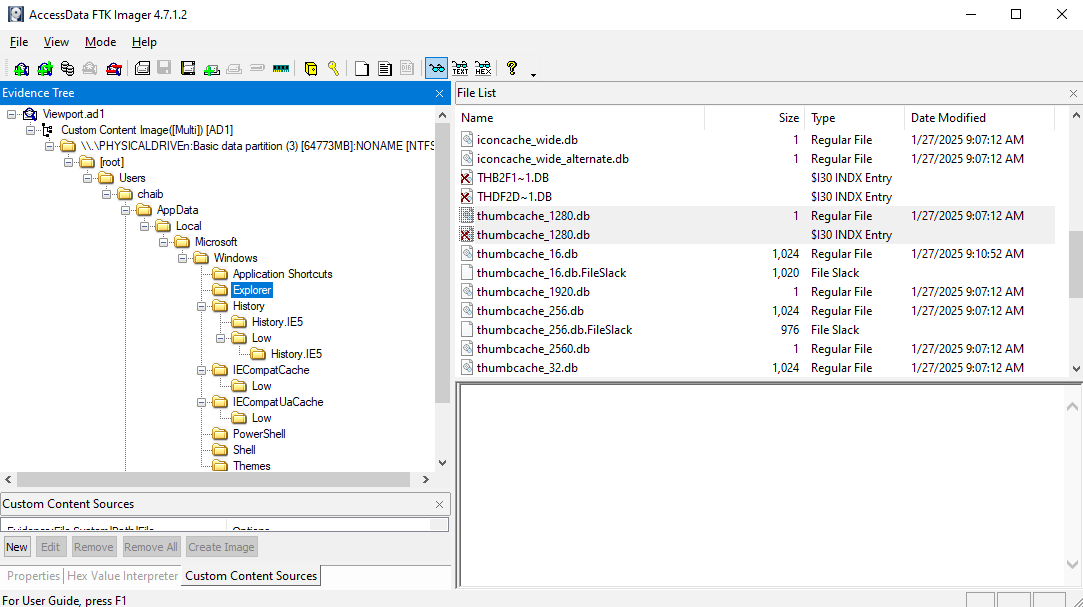 AccessData FTK Imager 4.7.1.2
File View Mode Help
Evidence Tree
Viewport.ad1
Custom Content Image([Multi]) [AD1]
\\.\PHYSICALDRIVEn:Basic data partition (3) [64773MB]:NONAME [NTFS
[root]
Users
chaib
AppData
Local
Microsoft
Windows
Application Shortcuts
Explorer
History
History.IE5
Low
History.IE5
IECompatCache
Low
IECompatUaCache
Low
PowerShell
Shell
Themes
Custom Content Sources
Evidence:File System|Path|File Options
New Edit Remove Remove All Create Image
Properties Hex Value Interpreter Custom Content Sources
For User Guide, press F1
File List
Name Size Type Date Modified
iconcache_wide.db 1 Regular File 1/27/2025 9:07:12 AM
iconcache_wide_alternate.db 1 Regular File 1/27/2025 9:07:12 AM
THB2F1~1.DB $I30 INDX Entry
THDF2D~1.DB $I30 INDX Entry
thumbcache_1280.db 1 Regular File 1/27/2025 9:07:12 AM
thumbcache_1280.db $I30 INDX Entry
thumbcache_16.db 1,024 Regular File 1/27/2025 9:10:52 AM
thumbcache_16.db.FileSlack 1,020 File Slack
thumbcache_1920.db 1 Regular File 1/27/2025 9:07:12 AM
thumbcache_256.db 1,024 Regular File 1/27/2025 9:07:12 AM
thumbcache_256.db.FileSlack 976 File Slack
thumbcache_2560.db 1 Regular File 1/27/2025 9:07:12 AM
thumbcache_32.db 1,024 Regular File 1/27/2025 9:07:12 AM